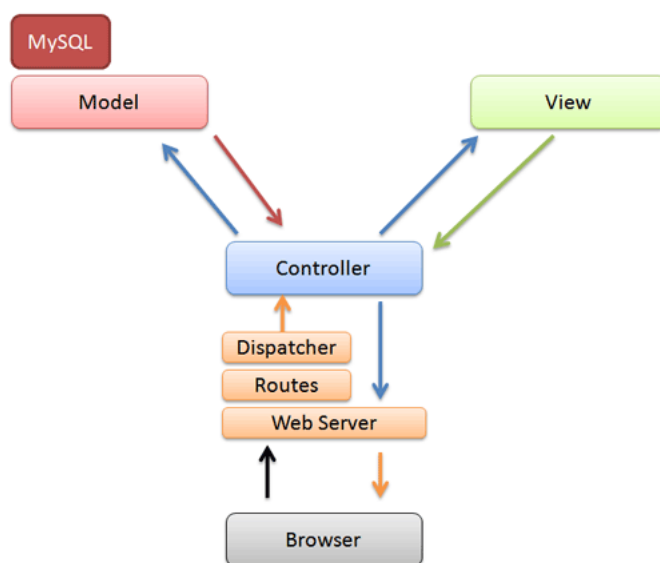 MySQL
Model
View
Controller
Dispatcher
Routes
Web Server
Browser